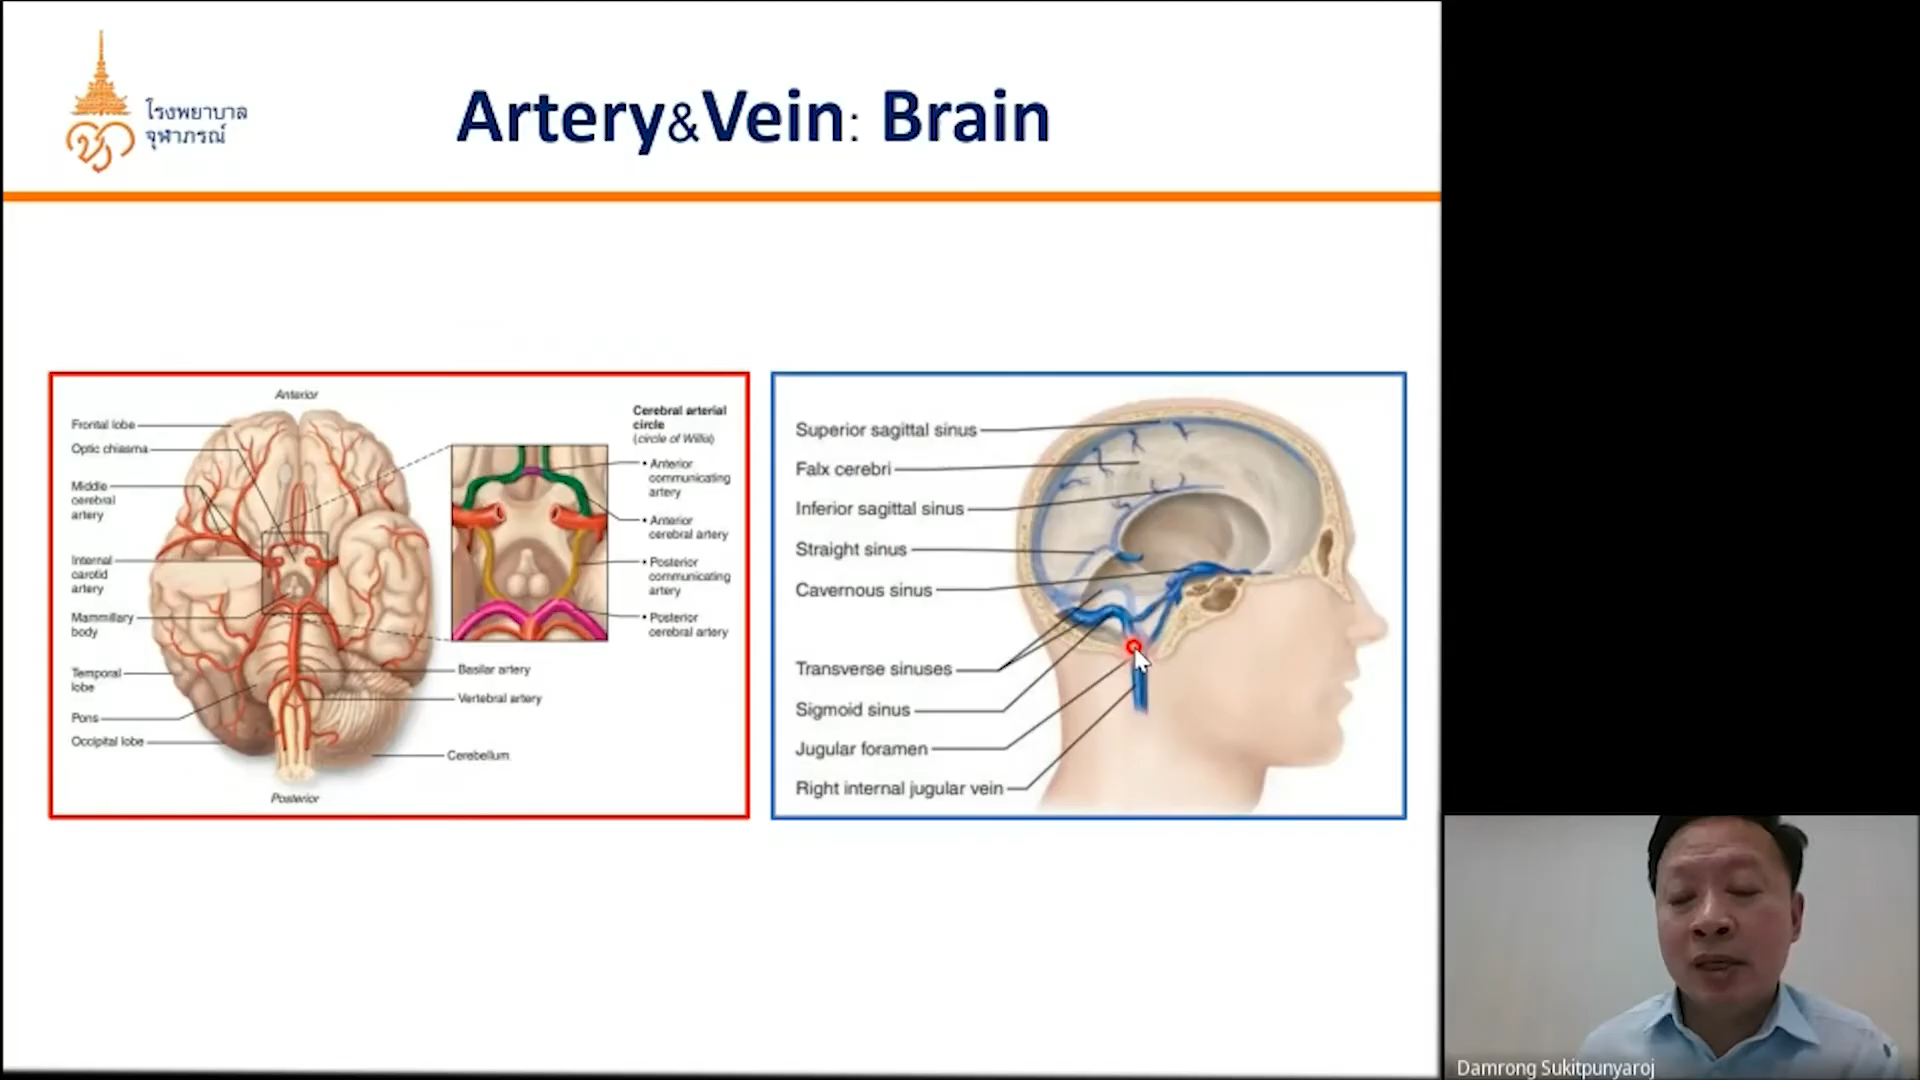 โรงพยาบาล
จุฬาภรณ์
Artery&Vein: Brain
Anterior
Frontal lobe
Optic chiasma
Middle
cerebral
artery
Internal
carotid
artery
Mammillary
body
Temporal
lobe
Pons
Occipital lobe
Posterior
Cerebral arterial
circle
(circle of Willis)
• Anterior
communicating
artery
• Anterior
cerebral artery
• Posterior
communicating
artery
• Posterior
cerebral artery
Basilar artery
Vertebral artery
Cerebellum
Superior sagittal sinus
Falx cerebri
Inferior sagittal sinus
Straight sinus
Cavernous sinus
Transverse sinuses
Sigmoid sinus
Jugular foramen
Right internal jugular vein
Damrong Sukitpunyaroj